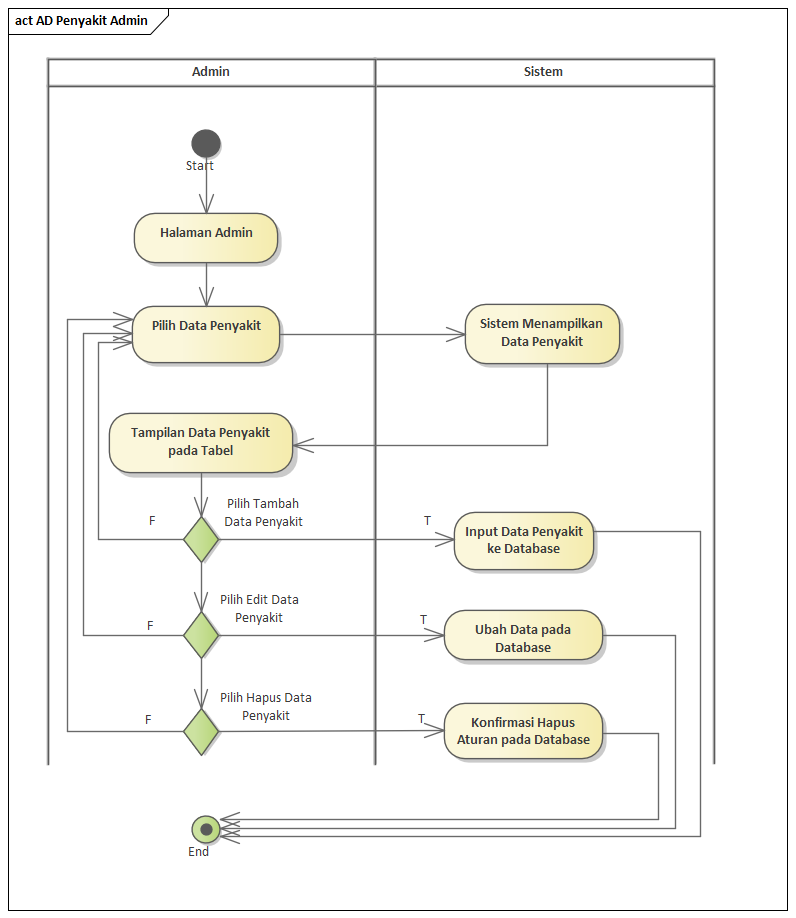 act AD Penyakit Admin
Admin
Sistem
Start
Halaman Admin
Pilih Data Penyakit
Sistem Menampilkan
Data Penyakit
Tampilan Data Penyakit
pada Tabel
Pilih Tambah
Data Penyakit
F
T
Input Data Penyakit
ke Database
Pilih Edit Data
Penyakit
F
T
Ubah Data pada
Database
Pilih Hapus Data
Penyakit
F
T
Konfirmasi Hapus
Aturan pada Database
End